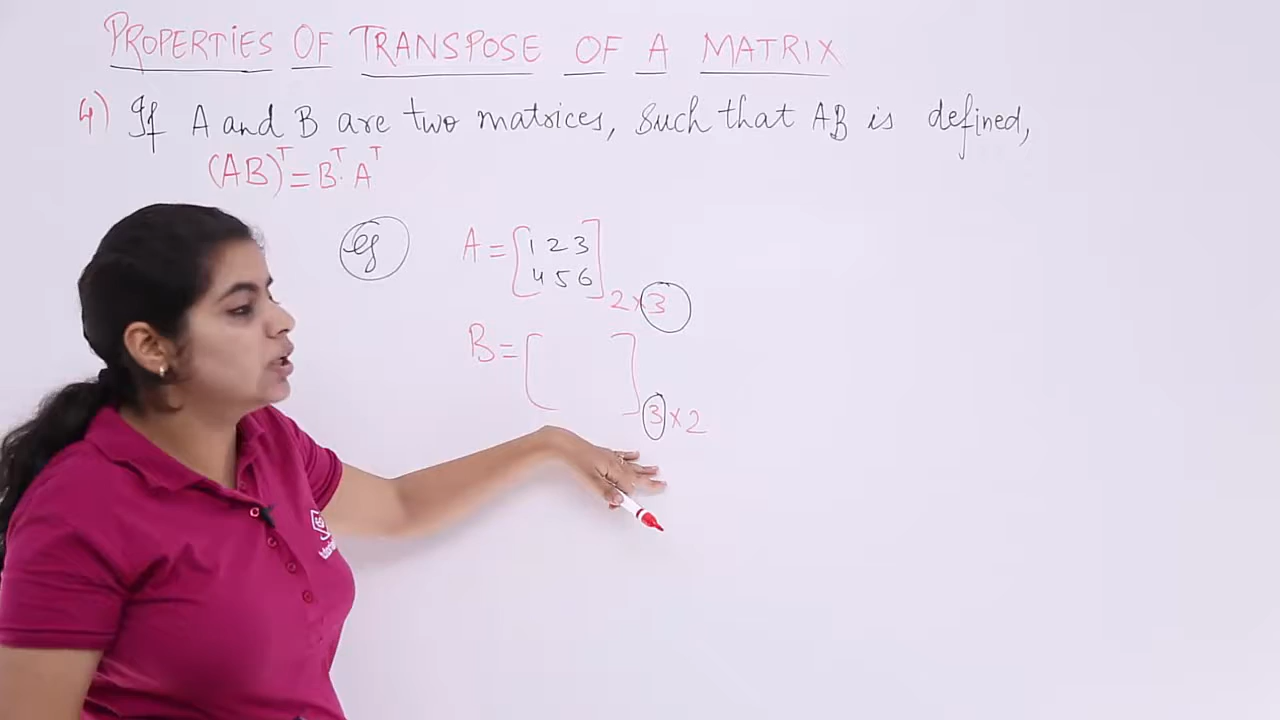 PROPERTIES OF TRANSPOSE OF A MATRIX
4) If A and B are two matrices, such that AB is defined,
(AB)ᵀ = Bᵀ. Aᵀ
eg
A = [1 2 3
4 5 6] 2×3
B = [ ] 3×2